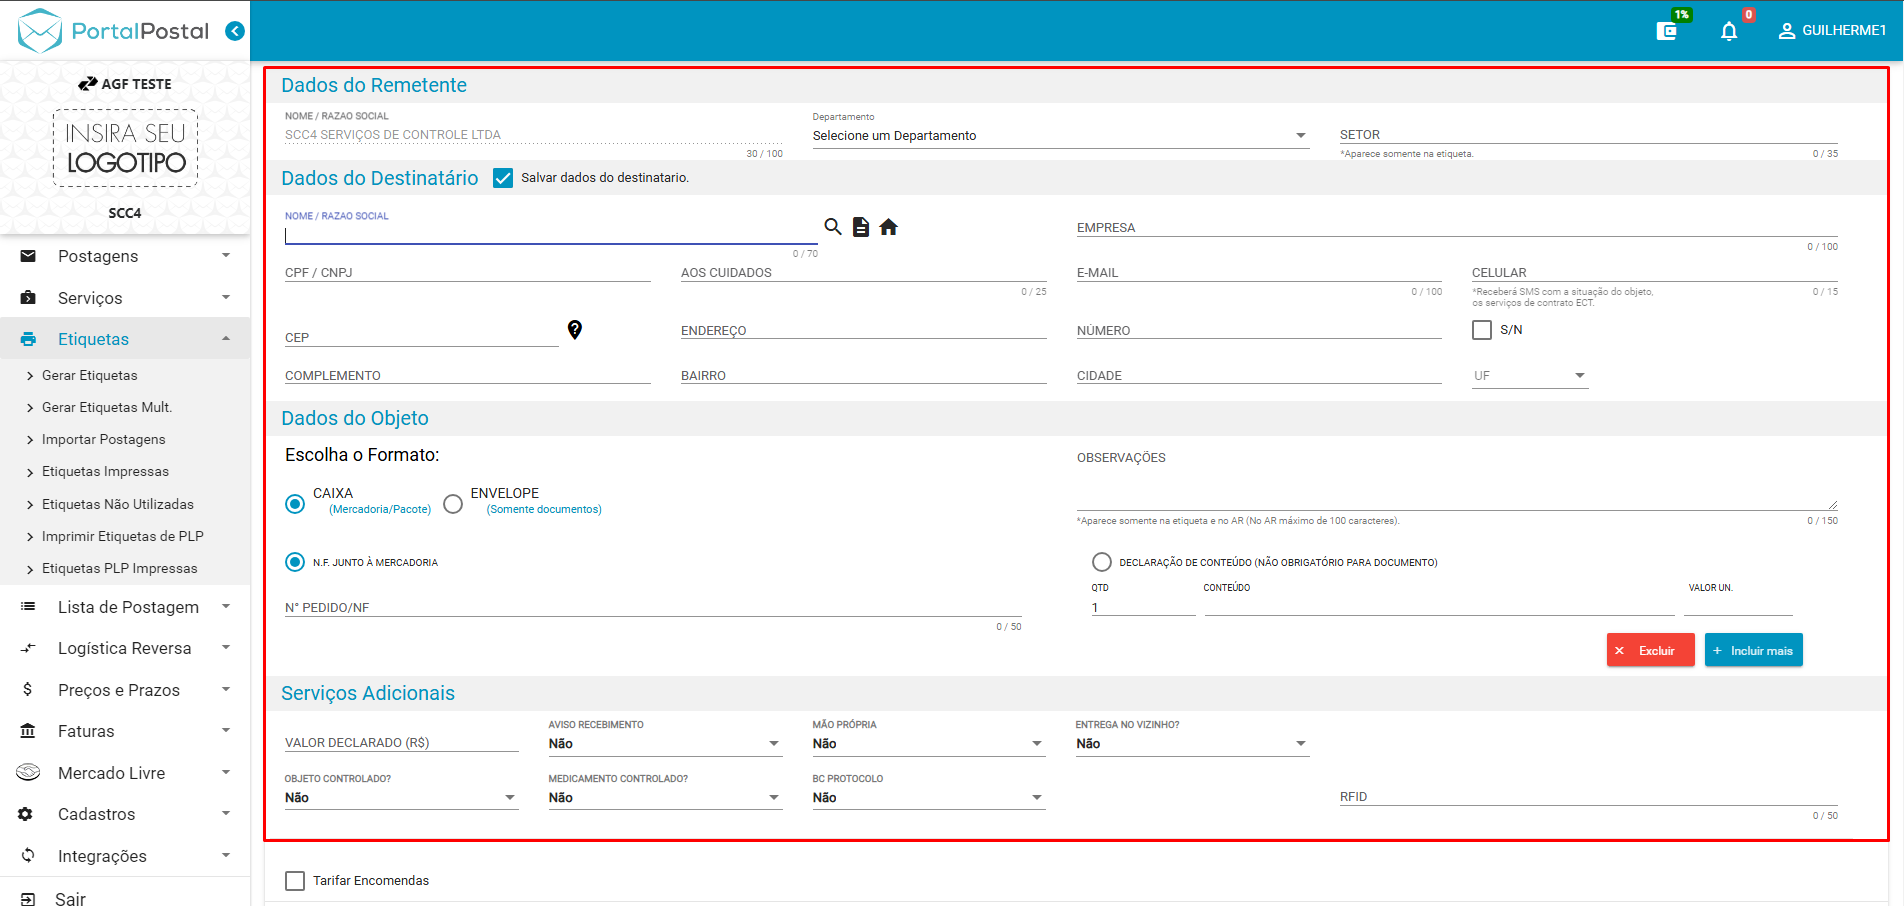 PortalPostal
1%
0
GUILHERME1
AGF TESTE
INSIRA SEU
LOGOTIPO
SCC4
Postagens
Serviços
Etiquetas
Gerar Etiquetas
Gerar Etiquetas Mult.
Importar Postagens
Etiquetas Impressas
Etiquetas Não Utilizadas
Imprimir Etiquetas de PLP
Etiquetas PLP Impressas
Lista de Postagem
Logística Reversa
Preços e Prazos
Faturas
Mercado Livre
Cadastros
Integrações
Sair
Dados do Remetente
NOME / RAZAO SOCIAL
SCC4 SERVIÇOS DE CONTROLE LTDA
30 / 100
Departamento
Selecione um Departamento
SETOR
*Aparece somente na etiqueta.
0 / 35
Dados do Destinatário
Salvar dados do destinatario.
NOME / RAZAO SOCIAL
0 / 70
EMPRESA
0 / 100
CPF / CNPJ
AOS CUIDADOS
0 / 25
E-MAIL
0 / 100
CELULAR
*Receberá SMS com a situação do objeto,
os serviços de contrato ECT.
0 / 15
CEP
ENDEREÇO
NÚMERO
S/N
COMPLEMENTO
BAIRRO
CIDADE
UF
Dados do Objeto
Escolha o Formato:
CAIXA
(Mercadoria/Pacote)
ENVELOPE
(Somente documentos)
OBSERVAÇÕES
*Aparece somente na etiqueta e no AR (No AR máximo de 100 caracteres).
0 / 150
N.F. JUNTO À MERCADORIA
N° PEDIDO/NF
0 / 50
DECLARAÇÃO DE CONTEÚDO (NÃO OBRIGATÓRIO PARA DOCUMENTO)
QTD
CONTEÚDO
VALOR UN.
1
Excluir
+ Incluir mais
Serviços Adicionais
VALOR DECLARADO (R$)
AVISO RECEBIMENTO
Não
MÃO PRÓPRIA
Não
ENTREGA NO VIZINHO?
Não
OBJETO CONTROLADO?
Não
MEDICAMENTO CONTROLADO?
Não
BC PROTOCOLO
Não
RFID
0 / 50
Tarifar Encomendas